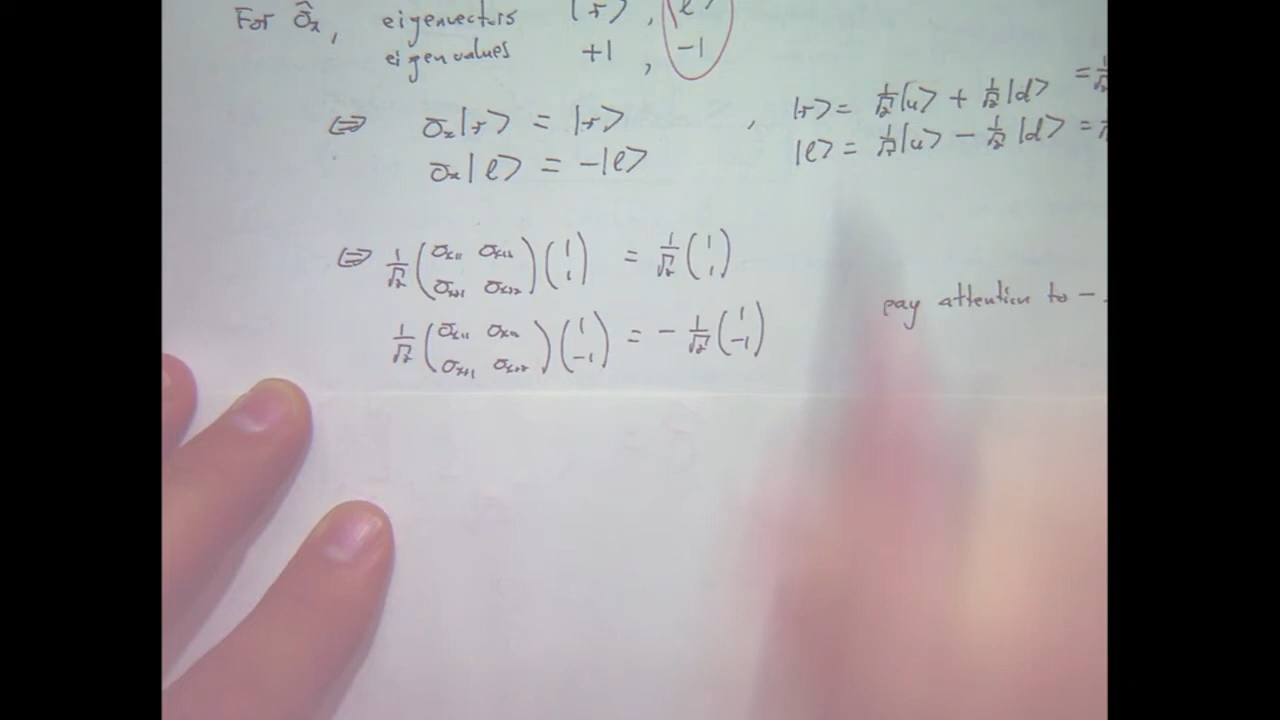 For σ̂ₓ, eigenvectors |r⟩, |ℓ⟩
eigenvalues +1, -1
⇔ σₓ|r⟩ = |r⟩ , |r⟩ = 1/√2|u⟩ + 1/√2|d⟩ = 1/√2
σₓ|ℓ⟩ = -|ℓ⟩ |ℓ⟩ = 1/√2|u⟩ - 1/√2|d⟩ =
⇔ 1/√2 (σₓ₁₁ σₓ₁₂ ; σₓ₂₁ σₓ₂₂)(1 ; 1) = 1/√2 (1 ; 1)
pay attention to -
1/√2 (σₓ₁₁ σₓ₁₂ ; σₓ₂₁ σₓ₂₂)(1 ; -1) = - 1/√2 (1 ; -1)